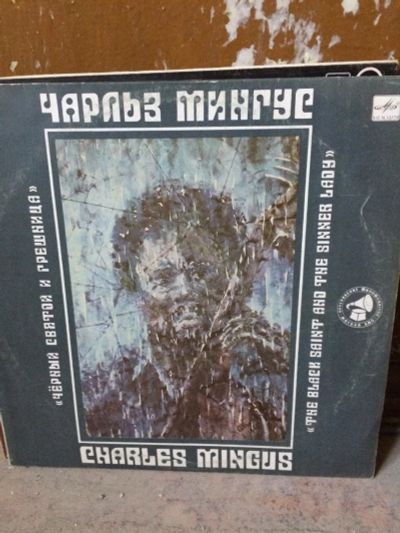 ЧАРЛЬЗ МИНГУС
«ЧЁРНЫЙ СВЯТОЙ И ГРЕШНИЦА»
«THE BLACK SAINT AND THE SINNER LADY»
CHARLES MINGUS